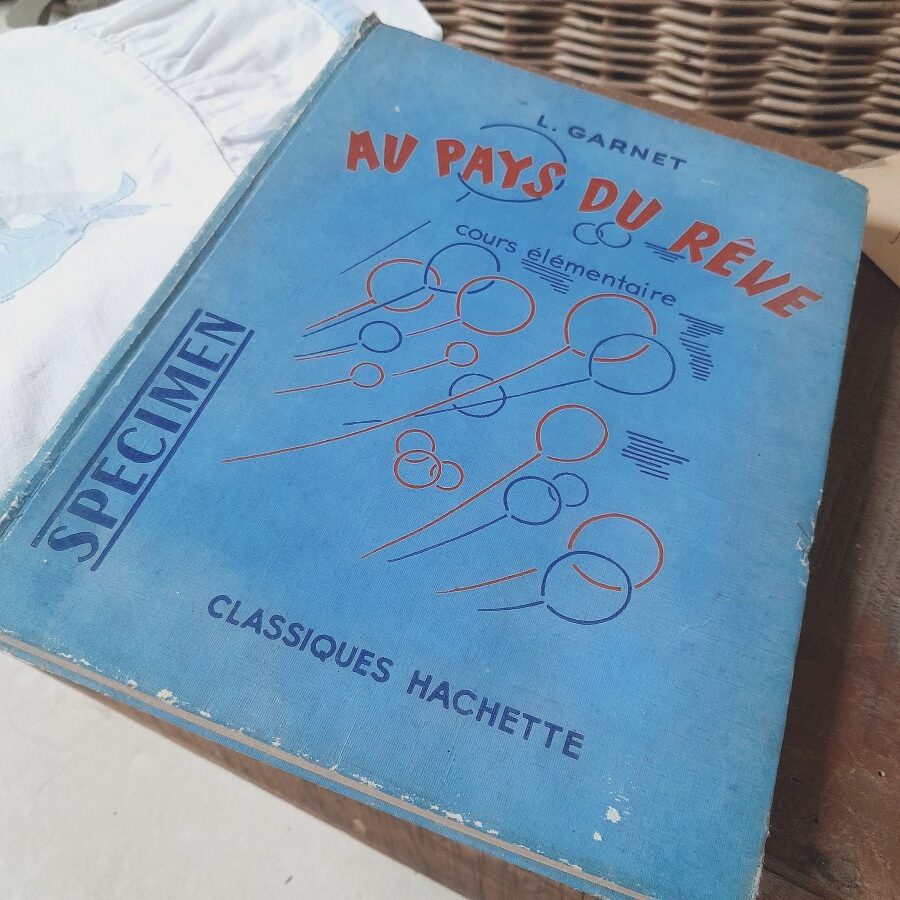 L. GARNET
AU PAYS DU RÊVE
cours élémentaire
SPECIMEN
CLASSIQUES HACHETTE